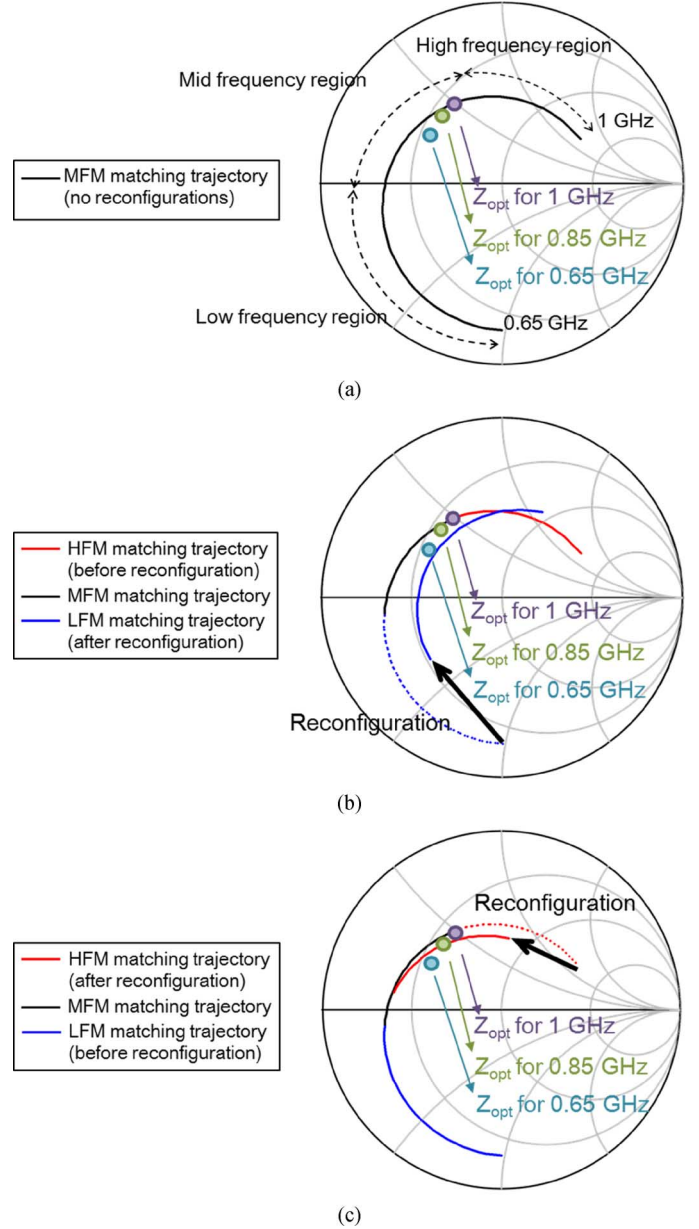 High frequency region
Mid frequency region
1 GHz
MFM matching trajectory
(no reconfigurations)
Zopt for 1 GHz
Zopt for 0.85 GHz
Zopt for 0.65 GHz
Low frequency region
0.65 GHz
(a)
HFM matching trajectory
(before reconfiguration)
MFM matching trajectory
LFM matching trajectory
(after reconfiguration)
Zopt for 1 GHz
Zopt for 0.85 GHz
Zopt for 0.65 GHz
Reconfiguration
(b)
Reconfiguration
HFM matching trajectory
(after reconfiguration)
MFM matching trajectory
LFM matching trajectory
(before reconfiguration)
Zopt for 1 GHz
Zopt for 0.85 GHz
Zopt for 0.65 GHz
(c)